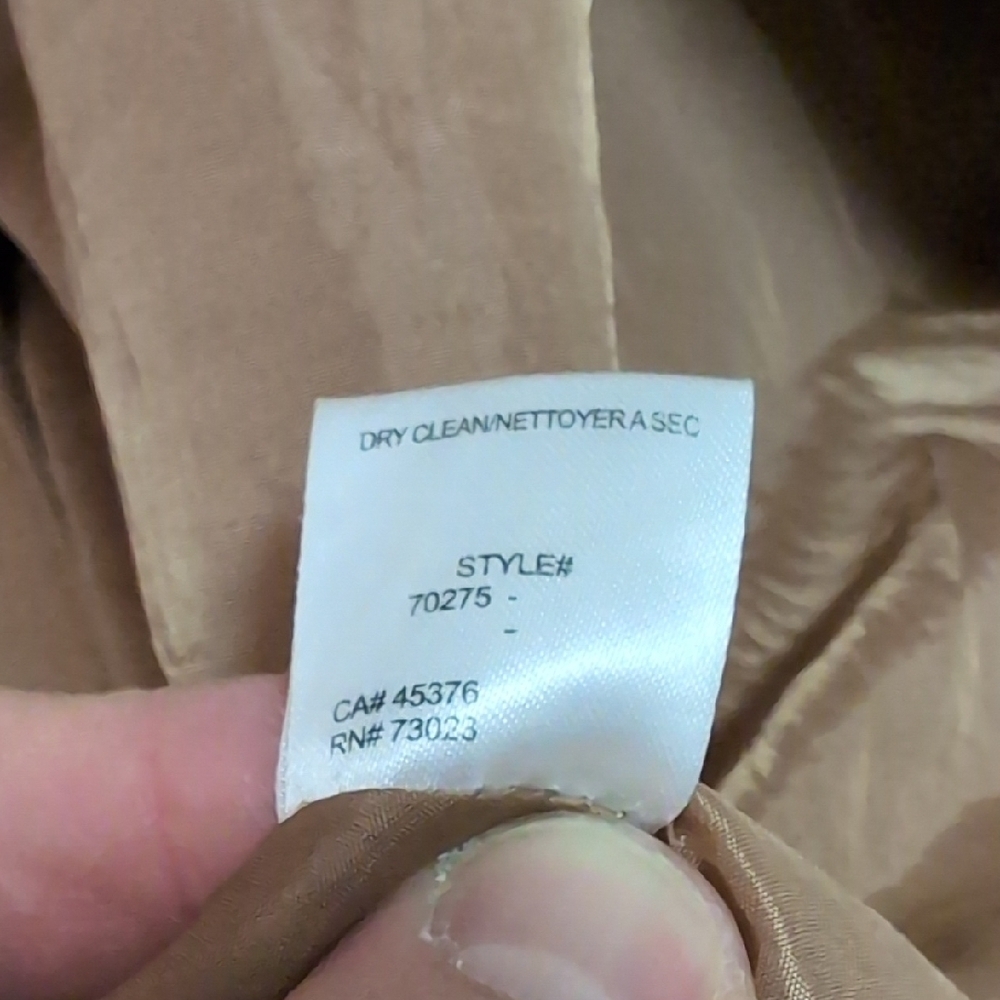 DRY CLEAN/NETTOYER A SEC
STYLE#
70275 -
-
CA# 45376
RN# 73023